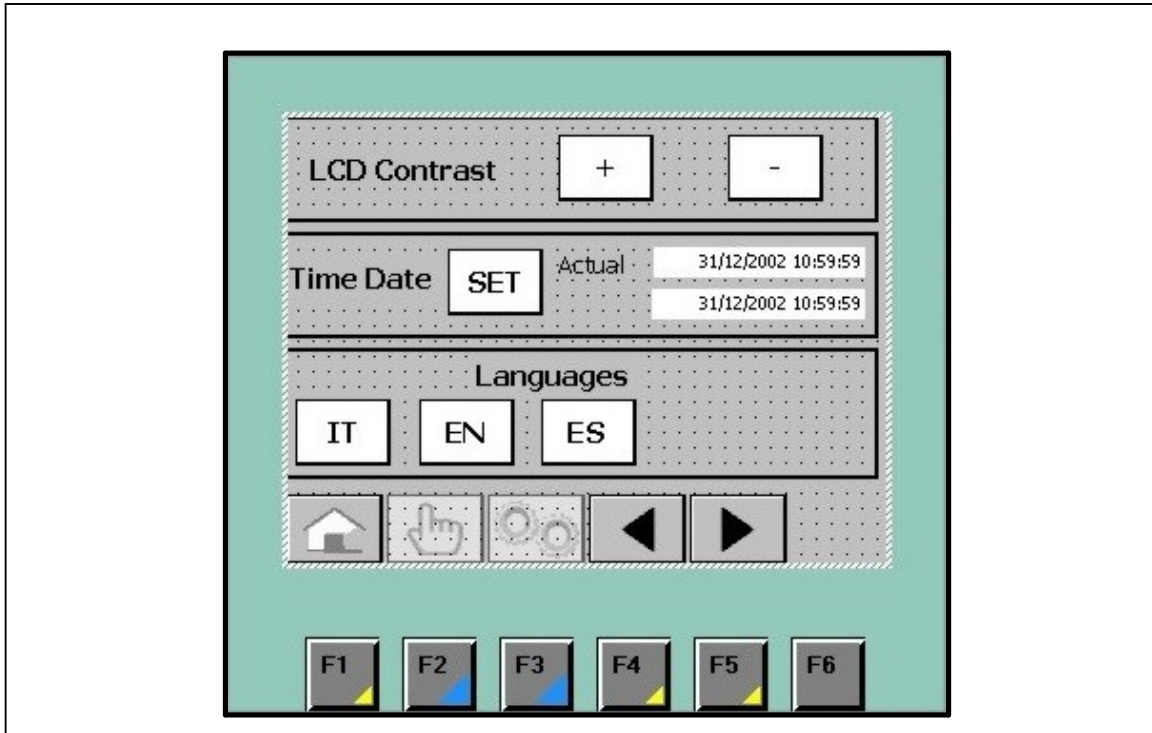 LCD Contrast + -
Time Date SET Actual 31/12/2002 10:59:59
31/12/2002 10:59:59
Languages
IT EN ES
F1 F2 F3 F4 F5 F6